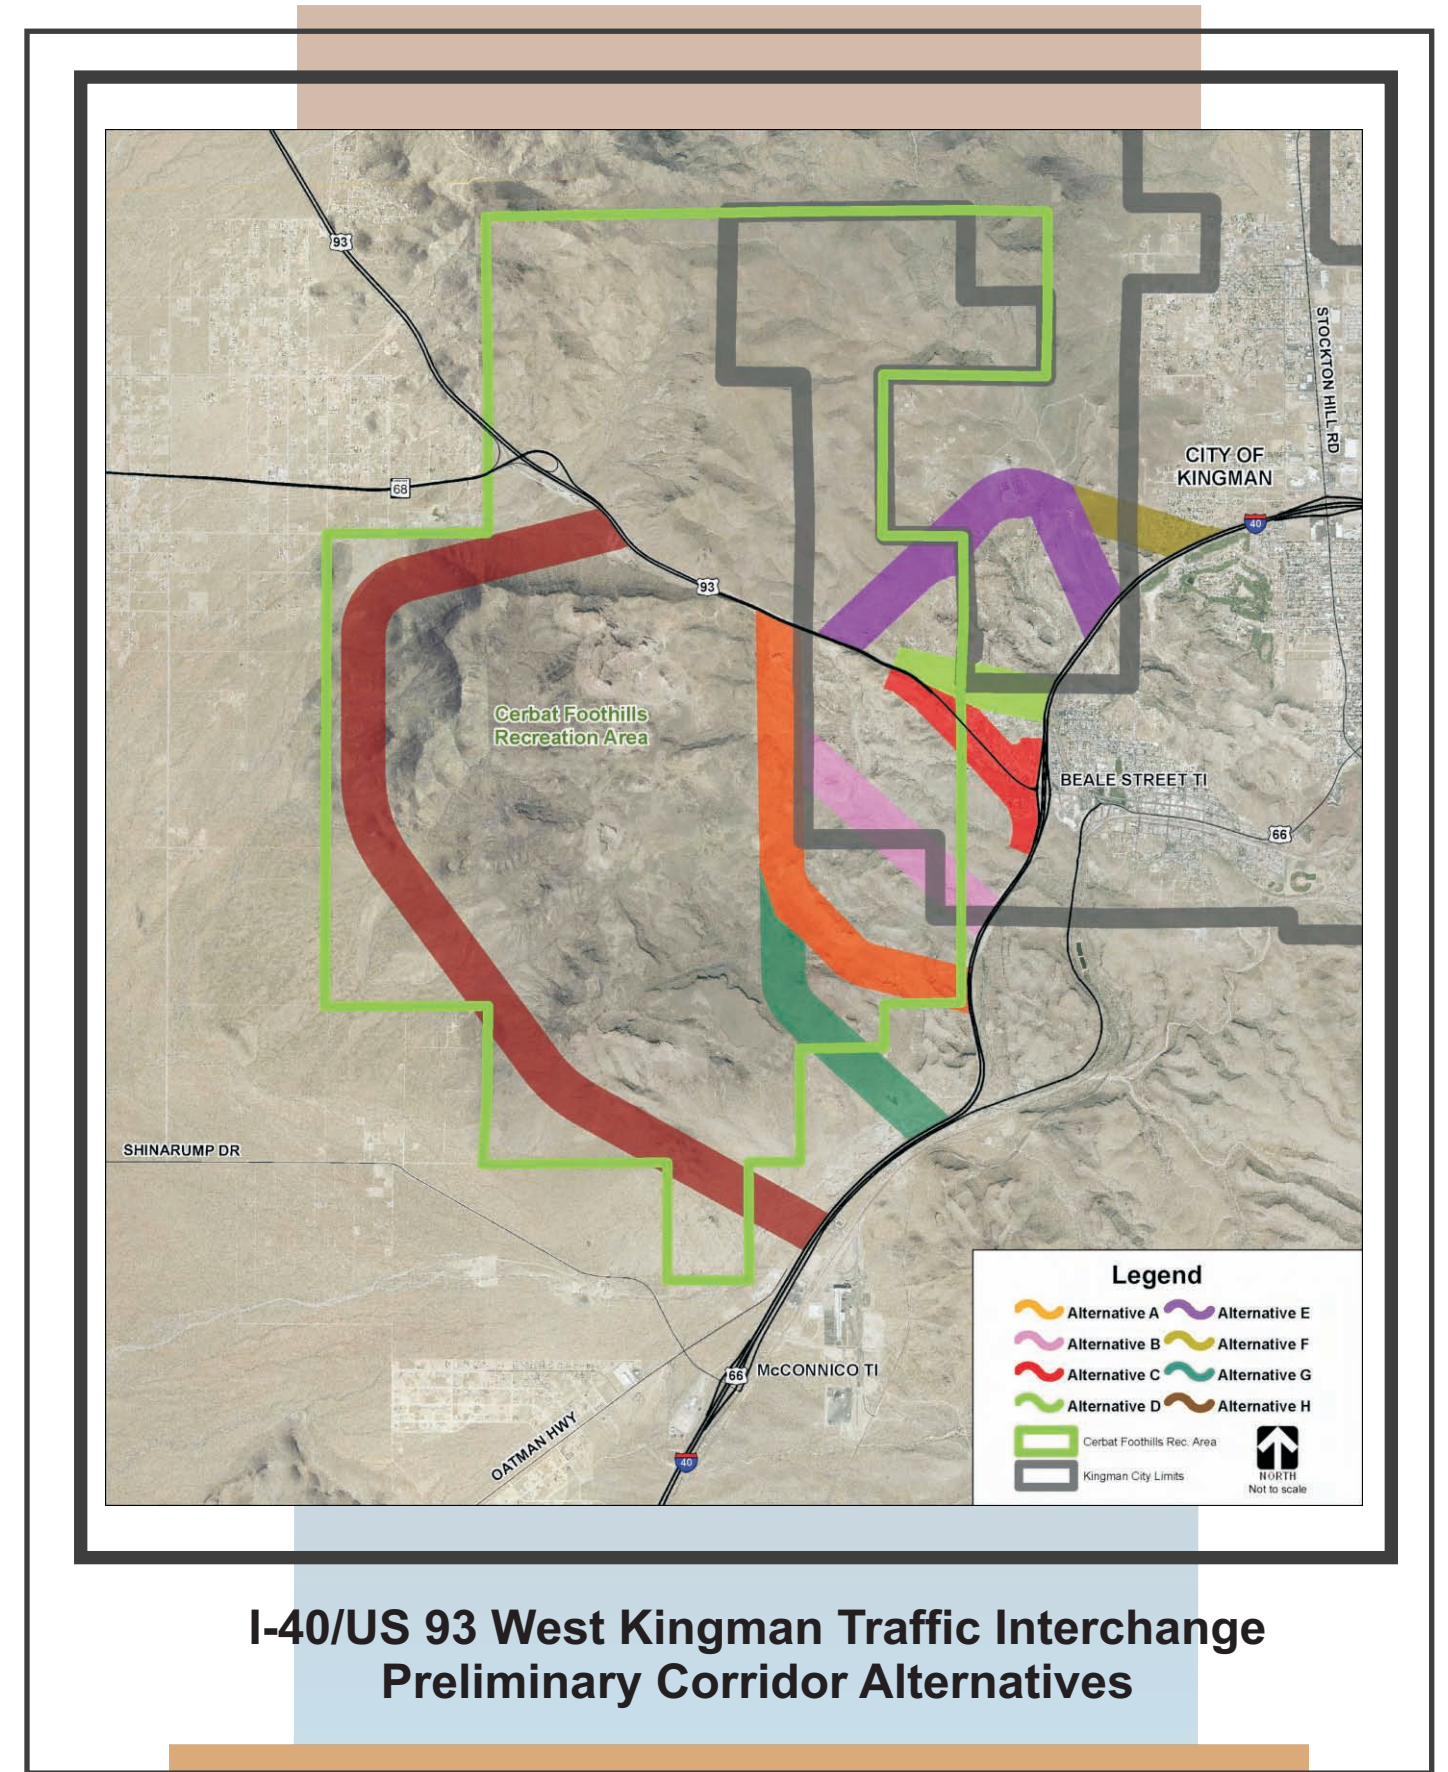 93
STOCKTON HILL RD
CITY OF
KINGMAN
68
40
93
Cerbat Foothills
Recreation Area
BEALE STREET TI
66
SHINARUMP DR
66
McCONNICO TI
OATMAN HWY
40
Legend
Alternative A
Alternative E
Alternative B
Alternative F
Alternative C
Alternative G
Alternative D
Alternative H
Cerbat Foothills Rec. Area
Kingman City Limits
NORTH
Not to scale
I-40/US 93 West Kingman Traffic Interchange
Preliminary Corridor Alternatives